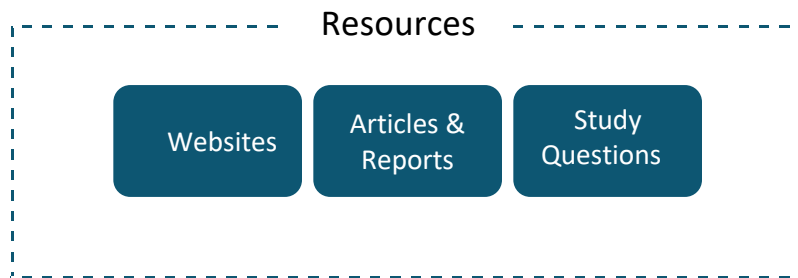 Resources
Websites
Articles &
Reports
Study
Questions